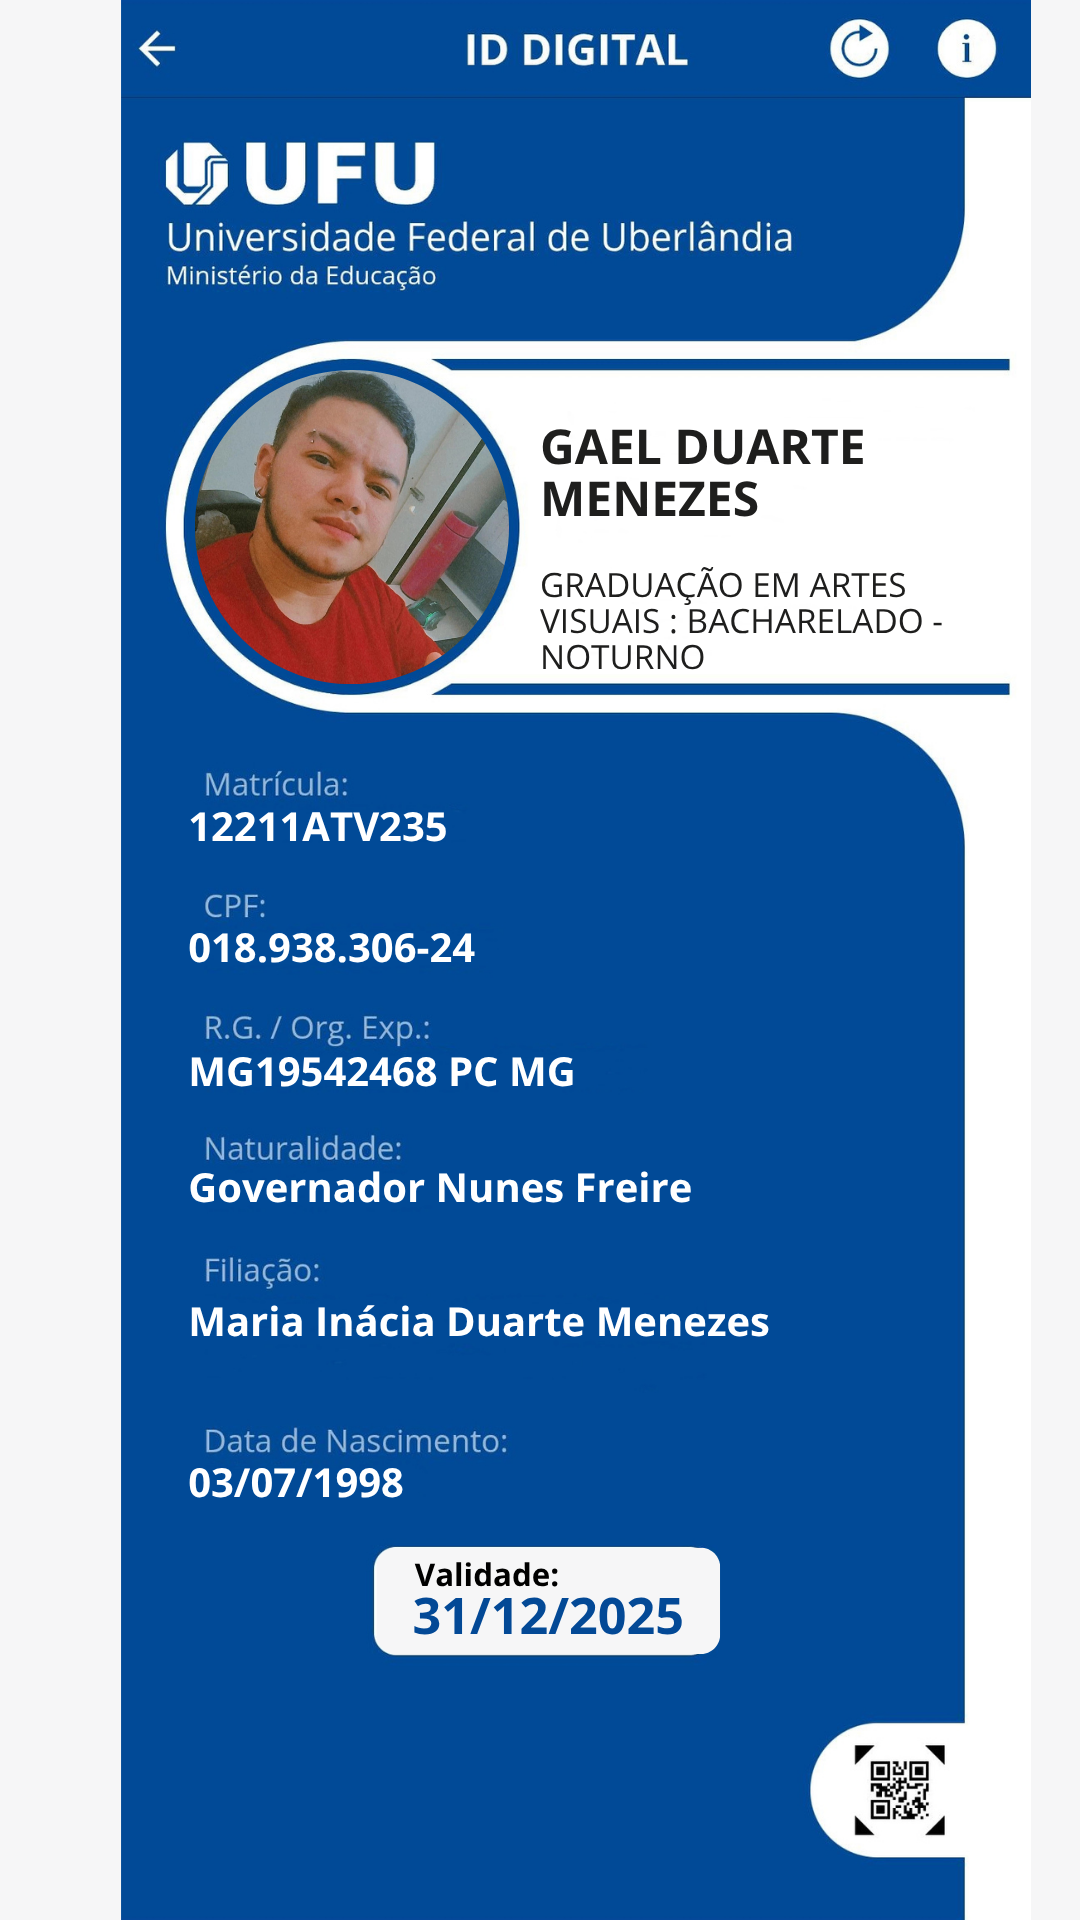 ID DIGITAL
UFU
Universidade Federal de Uberlândia
Ministério da Educação
GAEL DUARTE
MENEZES
GRADUAÇÃO EM ARTES
VISUAIS : BACHARELADO -
NOTURNO
Matrícula:
12211ATV235
CPF:
018.938.306-24
R.G. / Org. Exp.:
MG19542468 PC MG
Naturalidade:
Governador Nunes Freire
Filiação:
Maria Inácia Duarte Menezes
Data de Nascimento:
03/07/1998
Validade:
31/12/2025